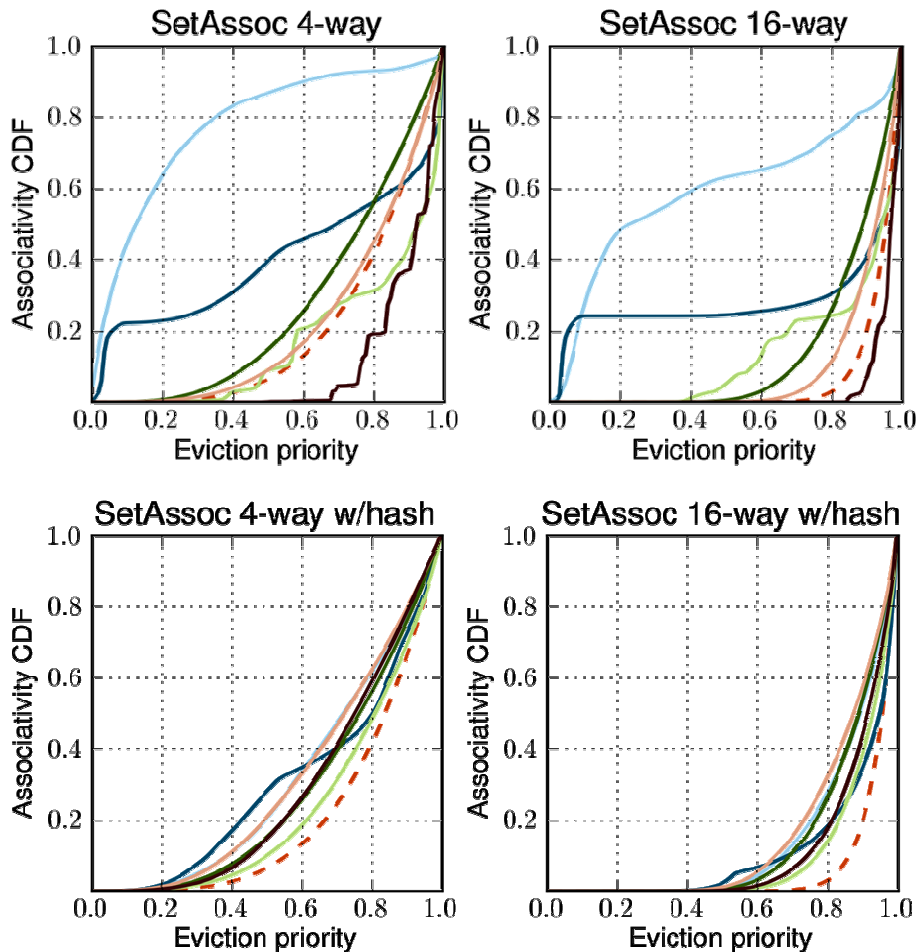 SetAssoc 4-way
SetAssoc 16-way
Associativity CDF
1.0
0.8
0.6
0.4
0.2
0.0 0.2 0.4 0.6 0.8 1.0
Eviction priority
Associativity CDF
1.0
0.8
0.6
0.4
0.2
0.0 0.2 0.4 0.6 0.8 1.0
Eviction priority
SetAssoc 4-way w/hash
SetAssoc 16-way w/hash
Associativity CDF
1.0
0.8
0.6
0.4
0.2
0.0 0.2 0.4 0.6 0.8 1.0
Eviction priority
Associativity CDF
1.0
0.8
0.6
0.4
0.2
0.0 0.2 0.4 0.6 0.8 1.0
Eviction priority